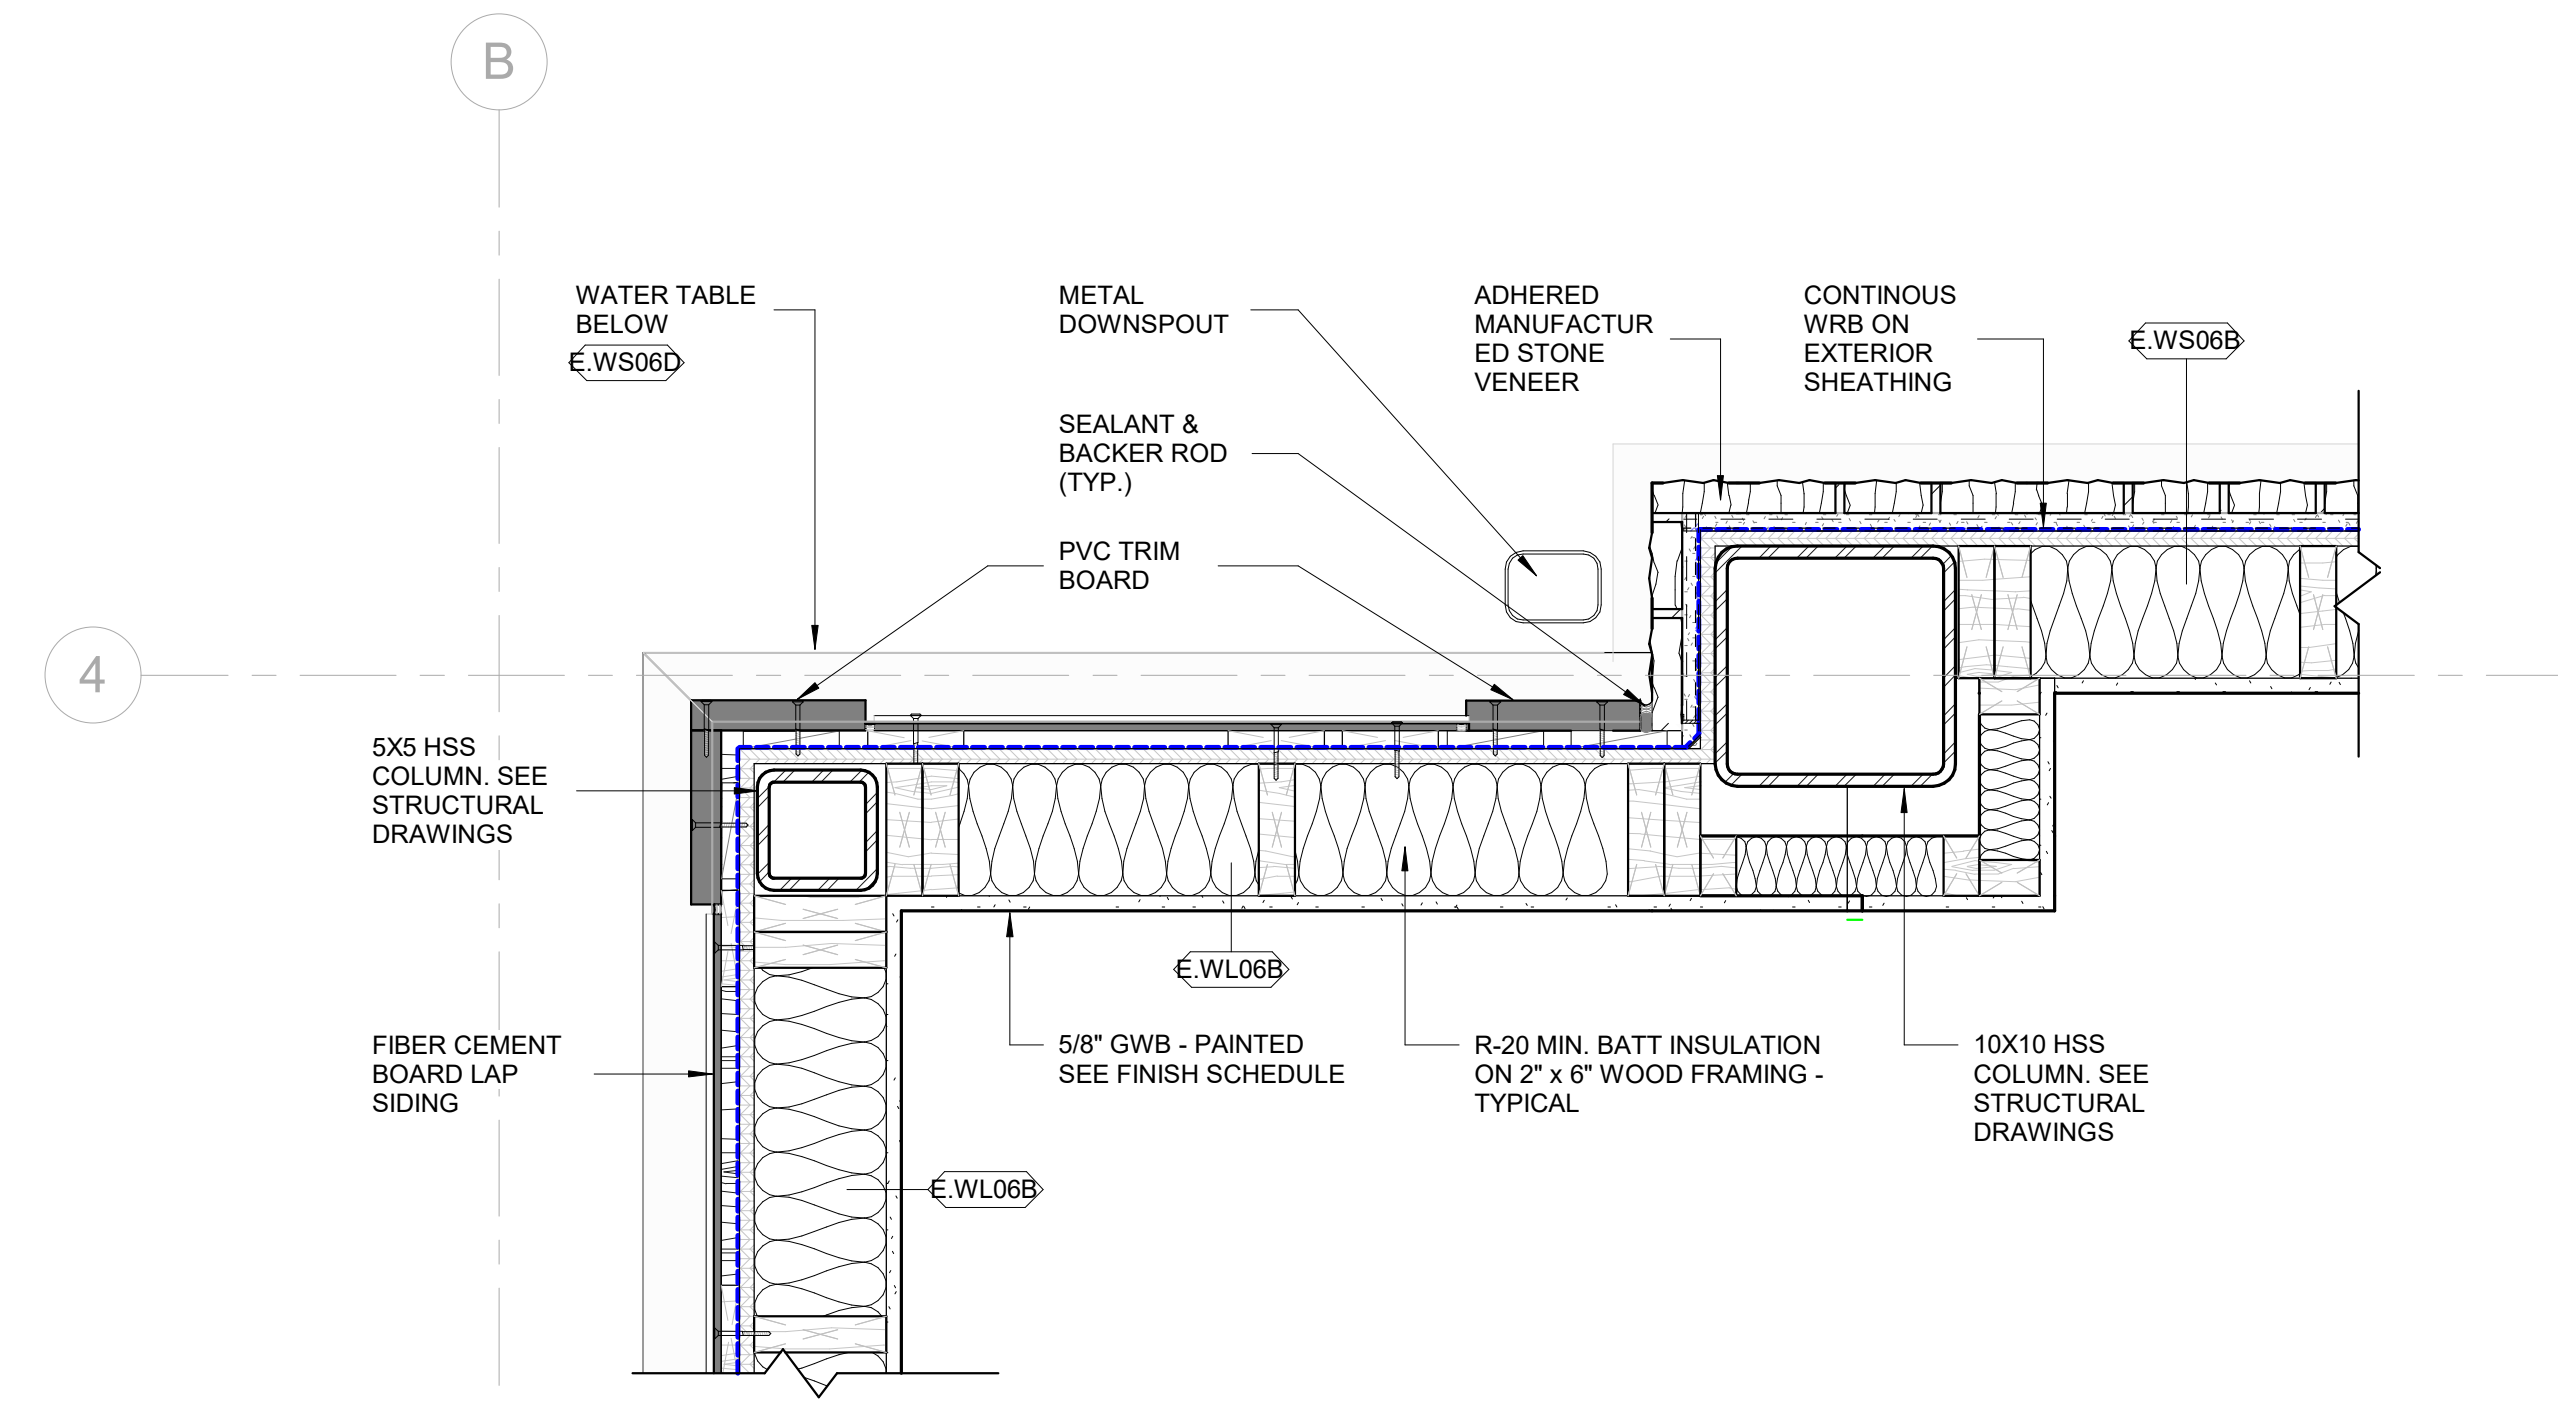 B
WATER TABLE
BELOW
E.WS06D
METAL
DOWNSPOUT
SEALANT &
BACKER ROD
(TYP.)
PVC TRIM
BOARD
ADHERED
MANUFACTUR
ED STONE
VENEER
CONTINOUS
WRB ON
EXTERIOR
SHEATHING
E.WS06B
4
5X5 HSS
COLUMN. SEE
STRUCTURAL
DRAWINGS
FIBER CEMENT
BOARD LAP
SIDING
E.WL06B
5/8" GWB - PAINTED
SEE FINISH SCHEDULE
R-20 MIN. BATT INSULATION
ON 2" x 6" WOOD FRAMING -
TYPICAL
10X10 HSS
COLUMN. SEE
STRUCTURAL
DRAWINGS
E.WL06B